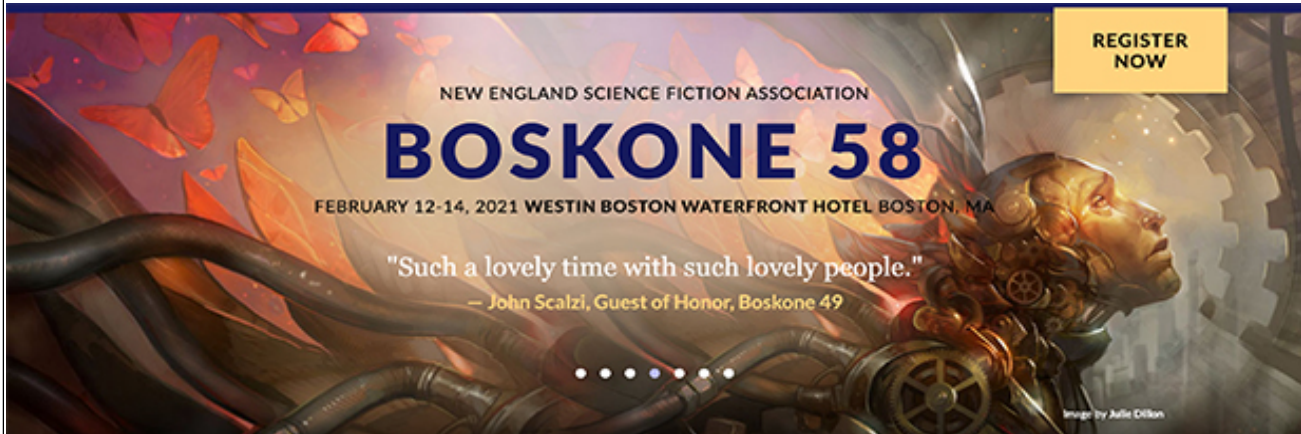 REGISTER
NOW
NEW ENGLAND SCIENCE FICTION ASSOCIATION
BOSKONE 58
FEBRUARY 12-14, 2021 WESTIN BOSTON WATERFRONT HOTEL BOSTON, MA
"Such a lovely time with such lovely people."
— John Scalzi, Guest of Honor, Boskone 49
Image by Julie Dillon